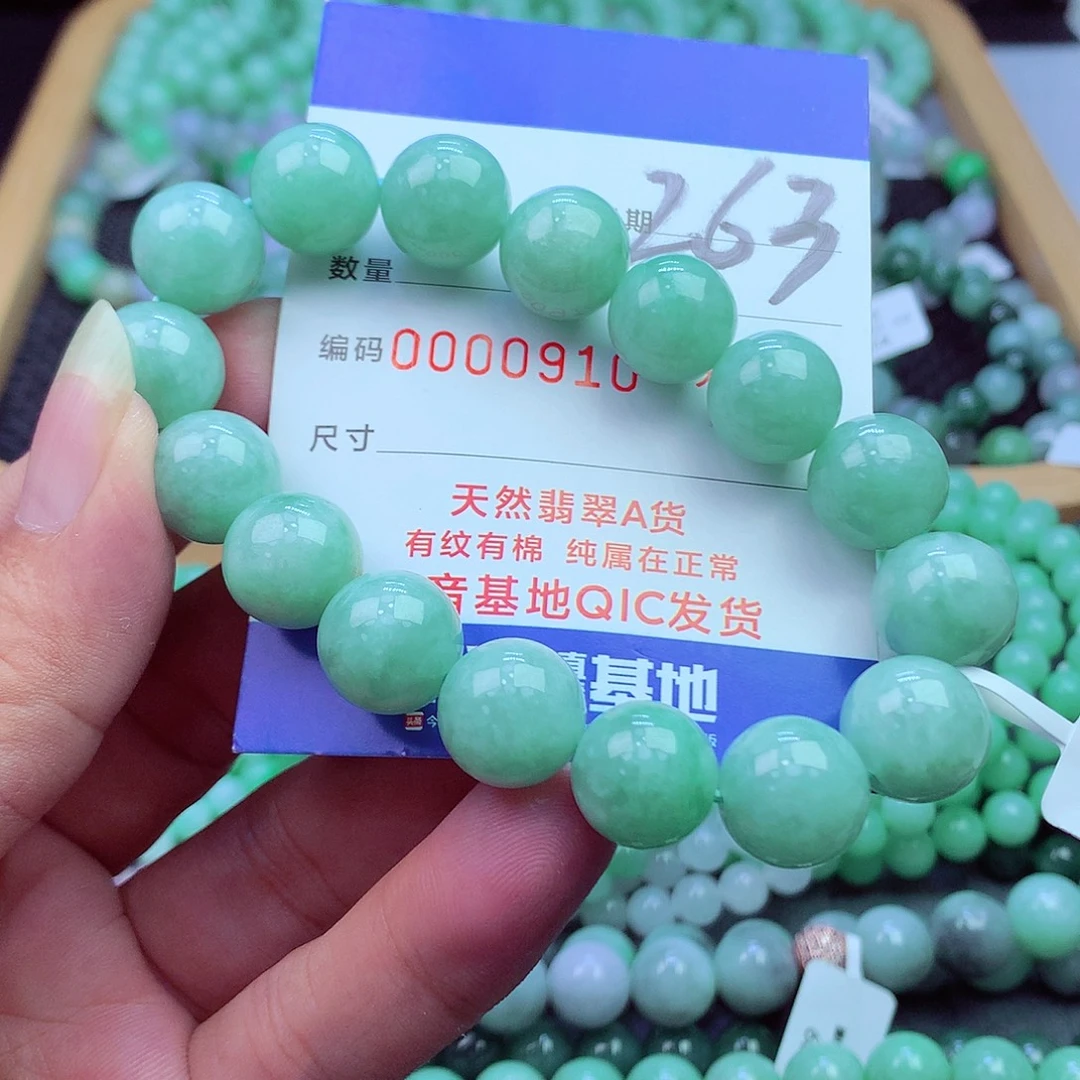 期 263
数量
编码 0000910
尺寸
天然翡翠A货
有纹有棉 纯属在正常
音基地QIC发货
基地